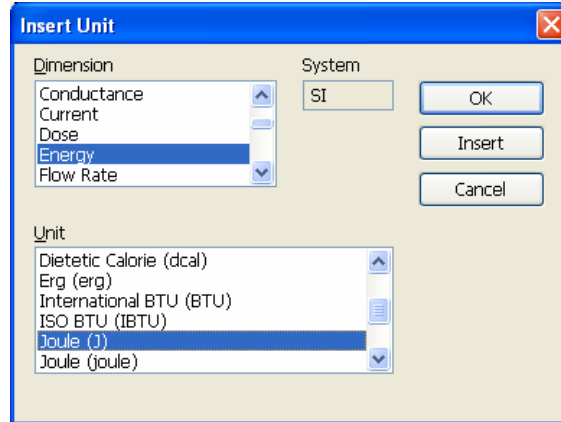 Insert Unit
Dimension
System
Conductance
Current
Dose
Energy
Flow Rate
SI
OK
Insert
Cancel
Unit
Dietetic Calorie (dcal)
Erg (erg)
International BTU (BTU)
ISO BTU (IBTU)
Joule (J)
Joule (joule)